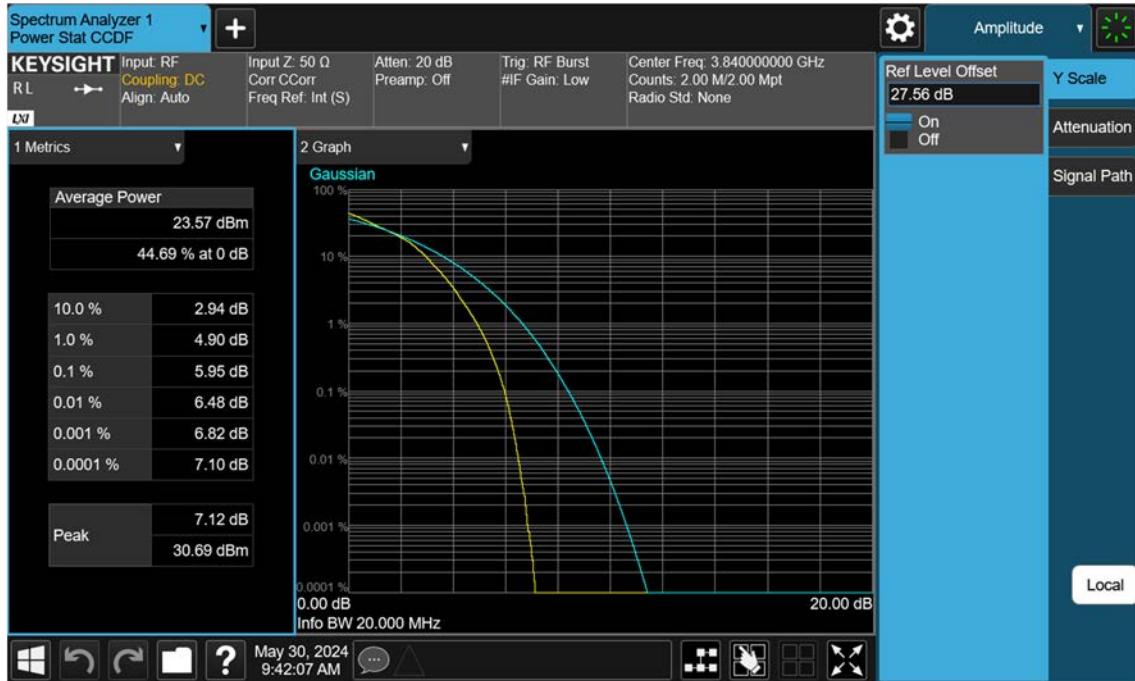 Spectrum Analyzer 1
Power Stat CCDF
+
Amplitude
KEYSIGHT
R L
LXI
Input: RF
Coupling: DC
Align: Auto
Input Z: 50 Ω
Corr CCorr
Freq Ref: Int (S)
Atten: 20 dB
Preamp: Off
Trig: RF Burst
#IF Gain: Low
Center Freq: 3.840000000 GHz
Counts: 2.00 M/2.00 Mpt
Radio Std: None
Ref Level Offset
27.56 dB
On
Off
Y Scale
Attenuation
Signal Path
1 Metrics
Average Power
23.57 dBm
44.69 % at 0 dB
10.0 % 2.94 dB
1.0 % 4.90 dB
0.1 % 5.95 dB
0.01 % 6.48 dB
0.001 % 6.82 dB
0.0001 % 7.10 dB
Peak
7.12 dB
30.69 dBm
2 Graph
Gaussian
100 %
10 %
1 %
0.1 %
0.01 %
0.001 %
0.0001 %
0.00 dB 20.00 dB
Info BW 20.000 MHz
Local
?
May 30, 2024
9:42:07 AM